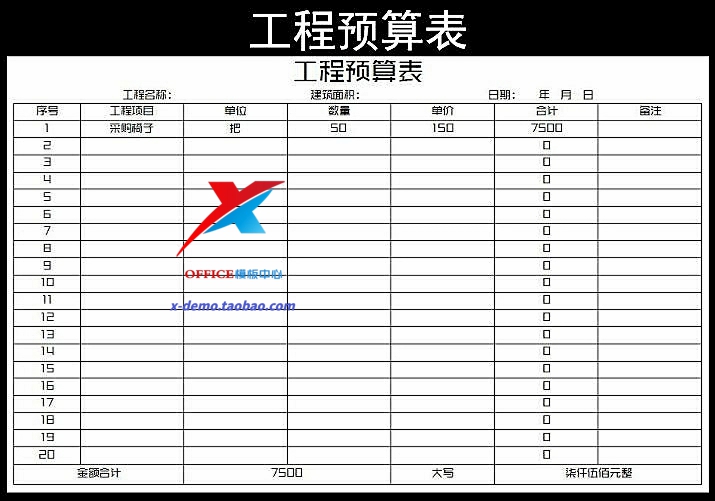 工程预算表
工程预算表
工程名称: 建筑面积: 日期: 年 月 日
序号 工程项目 单位 数量 单价 合计 备注
1 采购椅子 把 50 150 7500
2 0
3 0
4 0
5 0
6 0
7 0
8 0
9 0
OFFICE模板中心
10 0
11 0
x-demo.taobao.com
12 0
13 0
14 0
15 0
16 0
17 0
18 0
19 0
20 0
金额合计 7500 大写 柒仟伍佰元整